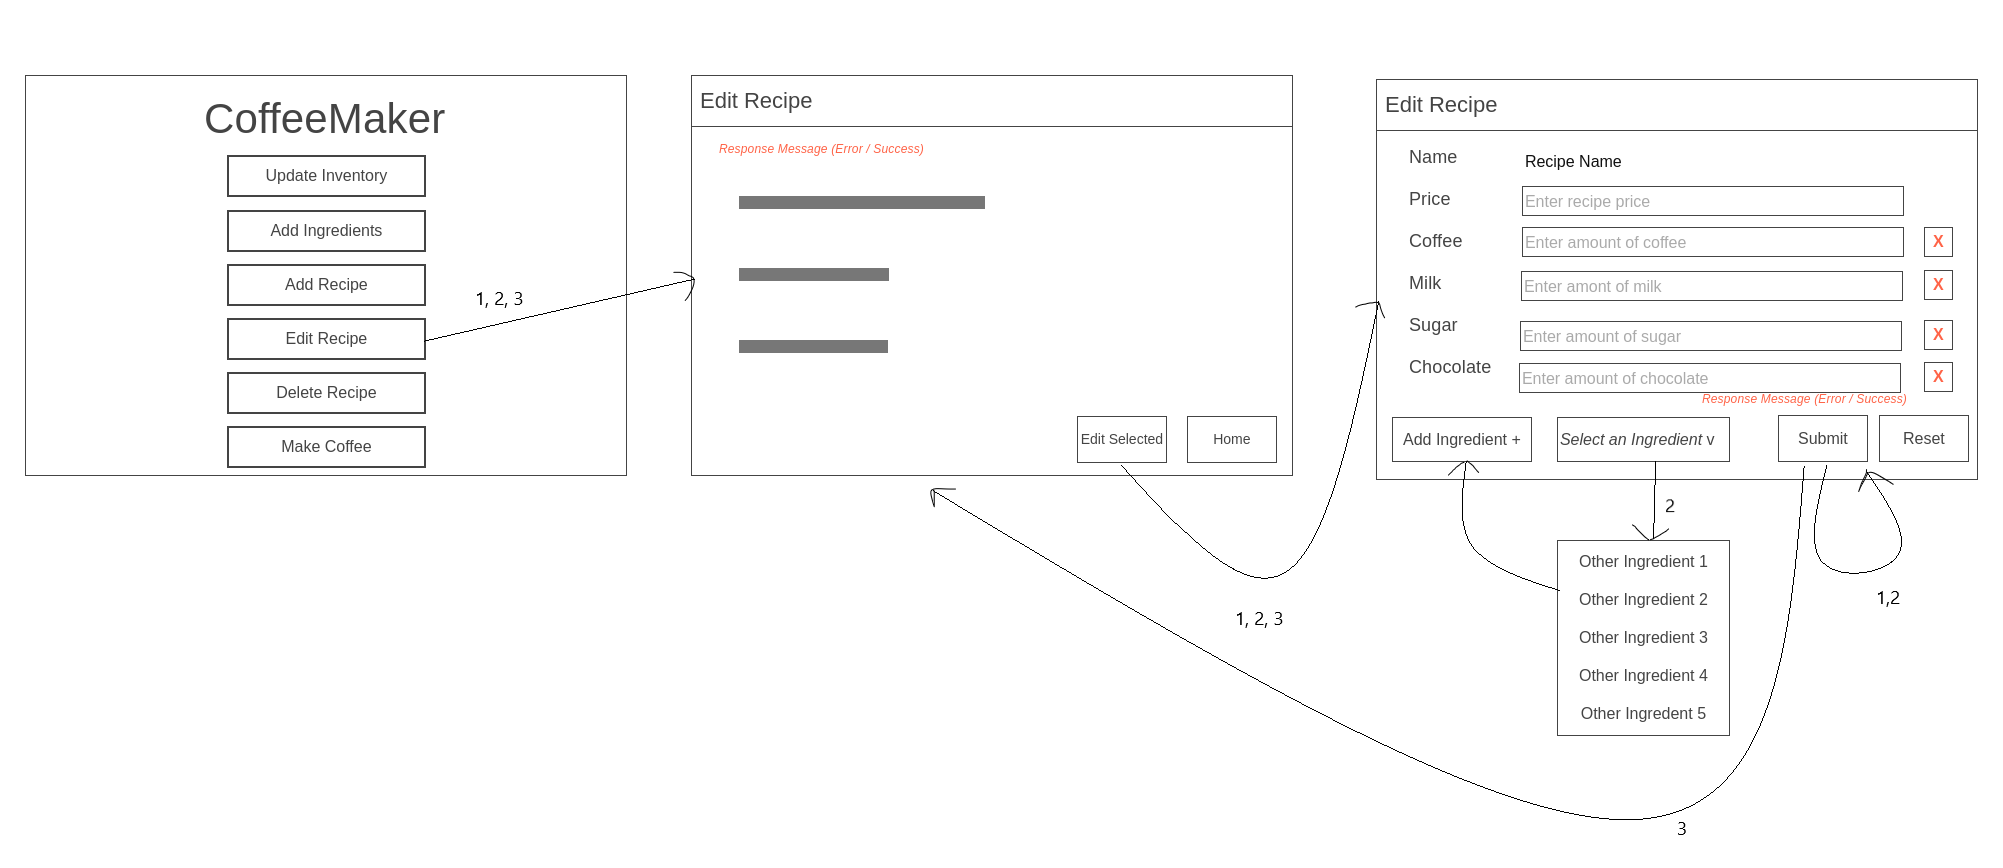 CoffeeMaker
Update Inventory
Add Ingredients
Add Recipe
Edit Recipe
Delete Recipe
Make Coffee
1, 2, 3
Edit Recipe
Response Message (Error / Success)
Edit Selected
Home
1, 2, 3
Edit Recipe
Name
Recipe Name
Price
Enter recipe price
Coffee
Enter amount of coffee
X
Milk
Enter amont of milk
X
Sugar
Enter amount of sugar
X
Chocolate
Enter amount of chocolate
X
Response Message (Error / Success)
Add Ingredient +
Select an Ingredient v
Submit
Reset
2
Other Ingredient 1
Other Ingredient 2
Other Ingredient 3
Other Ingredient 4
Other Ingredent 5
1,2
3